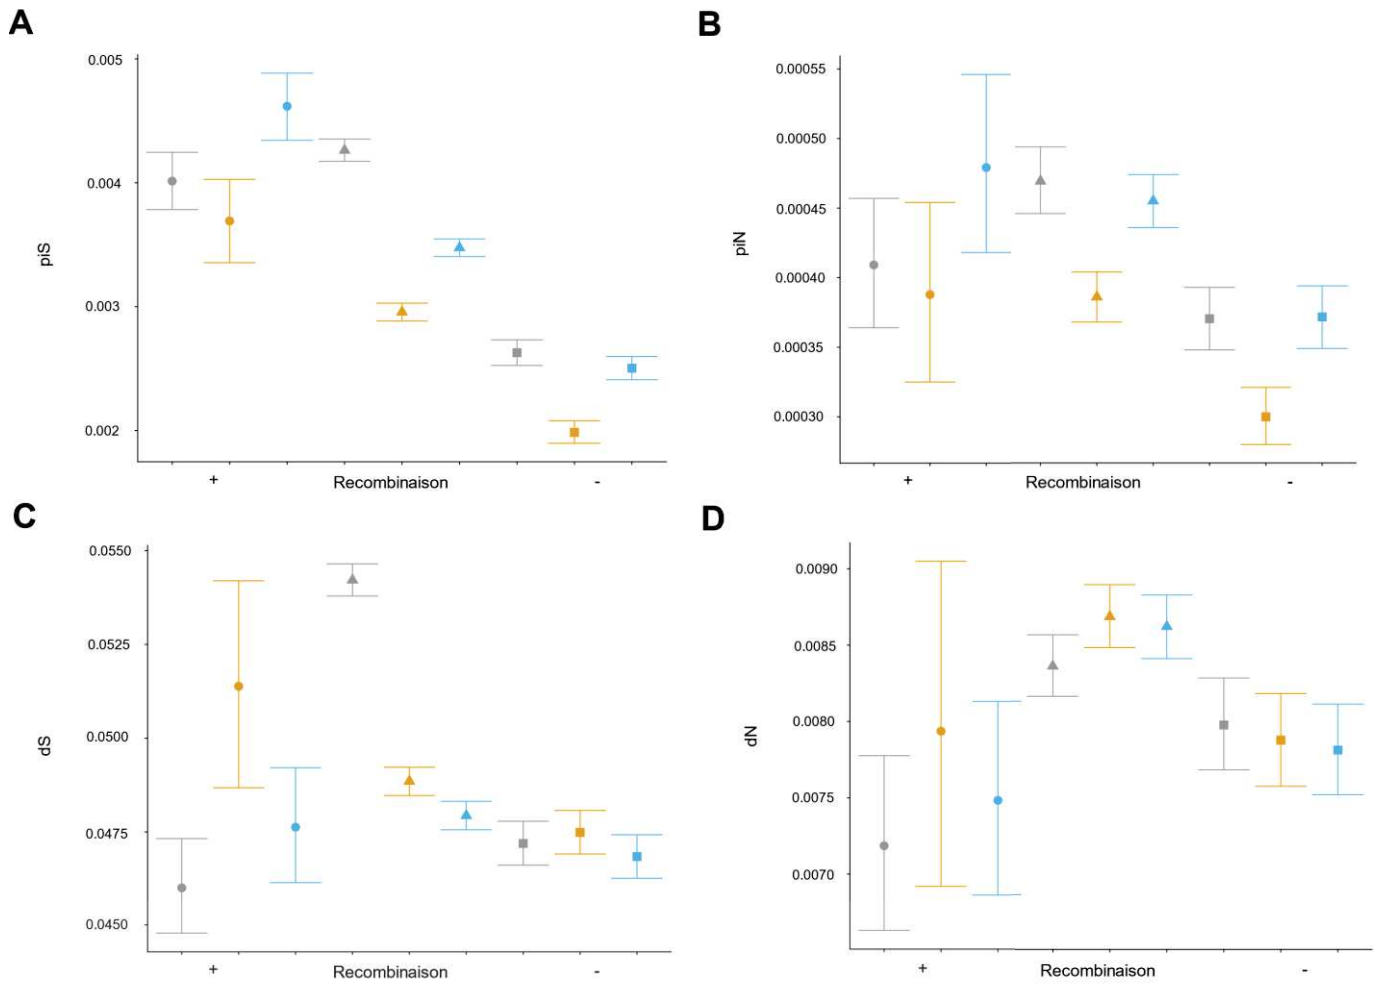 A
0.005
0.004
0.003
0.002
piS
+ Recombinaison -
B
0.00055
0.00050
0.00045
0.00040
0.00035
0.00030
piN
+ Recombinaison -
C
0.0550
0.0525
0.0500
0.0475
0.0450
dS
+ Recombinaison -
D
0.0090
0.0085
0.0080
0.0075
0.0070
dN
+ Recombinaison -